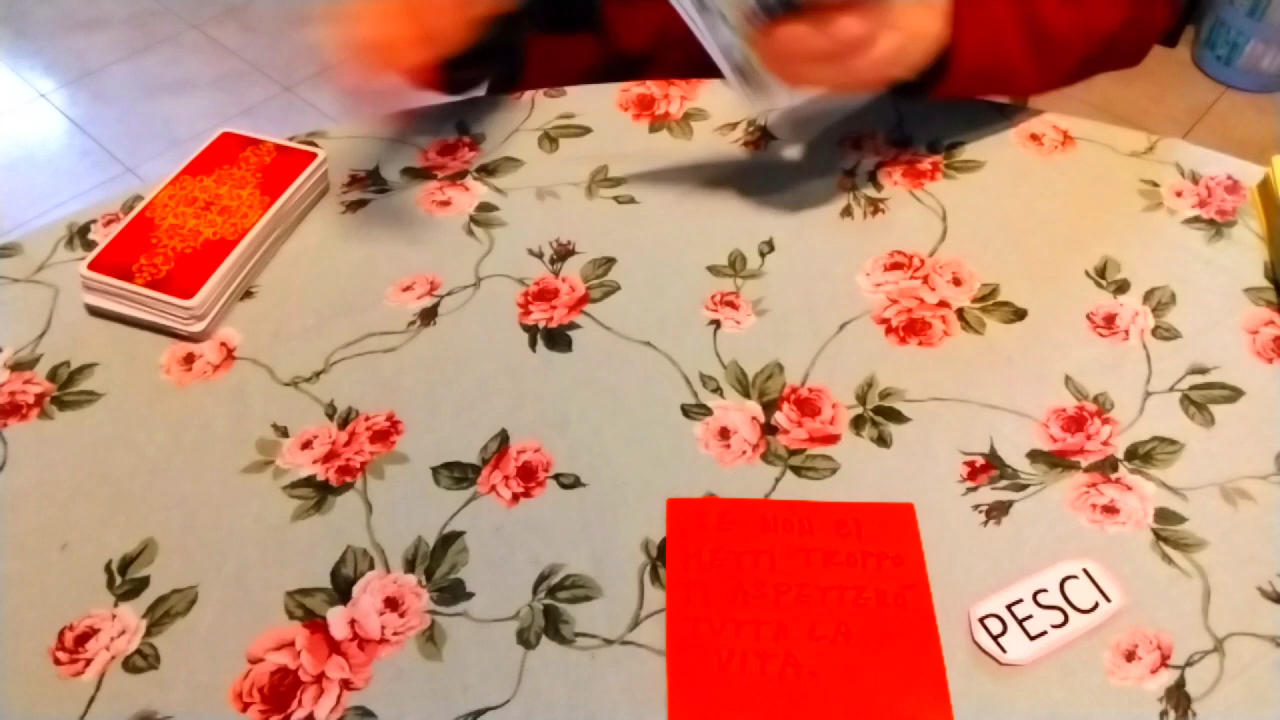 SE NON CI
METTI TROPPO
TI ASPETTERÒ
TUTTA LA
VITA.
PESCI